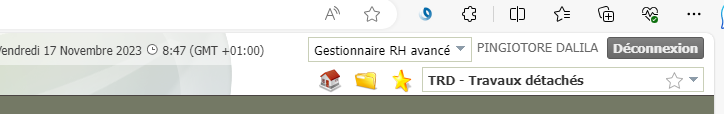 Vendredi 17 Novembre 2023 8:47 (GMT +01:00) Gestionnaire RH avancé PINGIOTORE DALILA Déconnexion
TRD - Travaux détachés